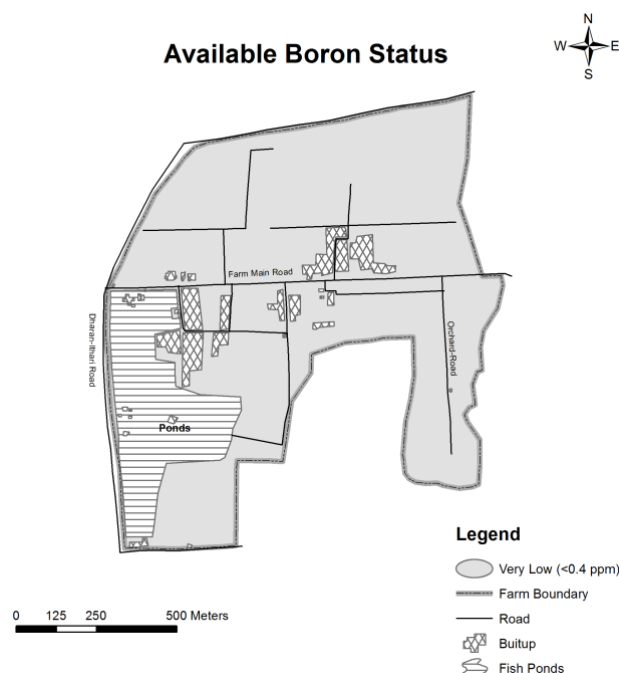 N
Available Boron Status
W E
S
Farm Main Road
Dharan-Ithari Road
Orchard-Road
Ponds
Legend
Very Low (<0.4 ppm)
Farm Boundary
0 125 250 500 Meters
Road
Buitup
Fish Ponds